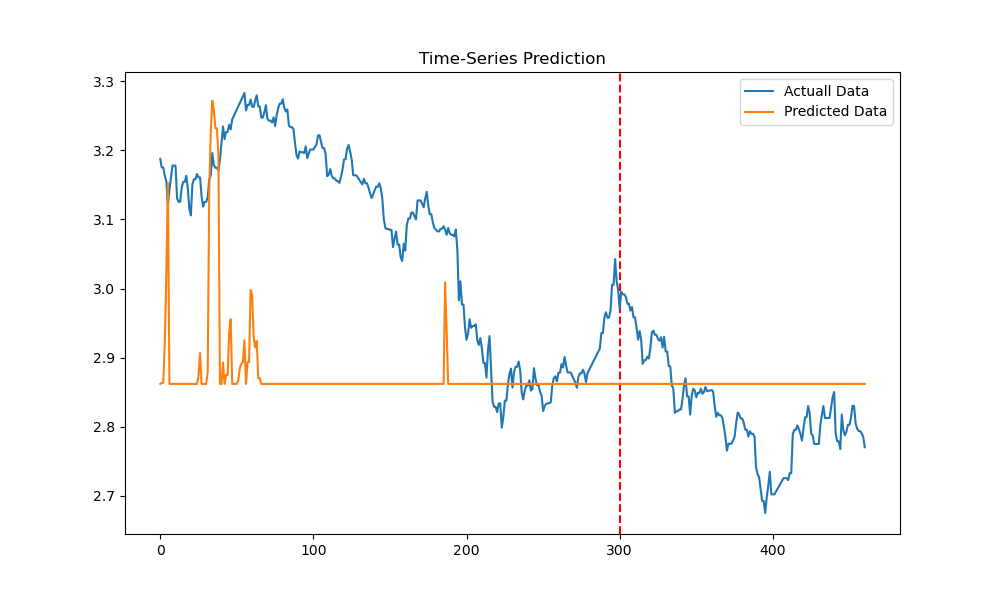 Time-Series Prediction
Actuall Data
Predicted Data
3.3
3.2
3.1
3.0
2.9
2.8
2.7
0 100 200 300 400